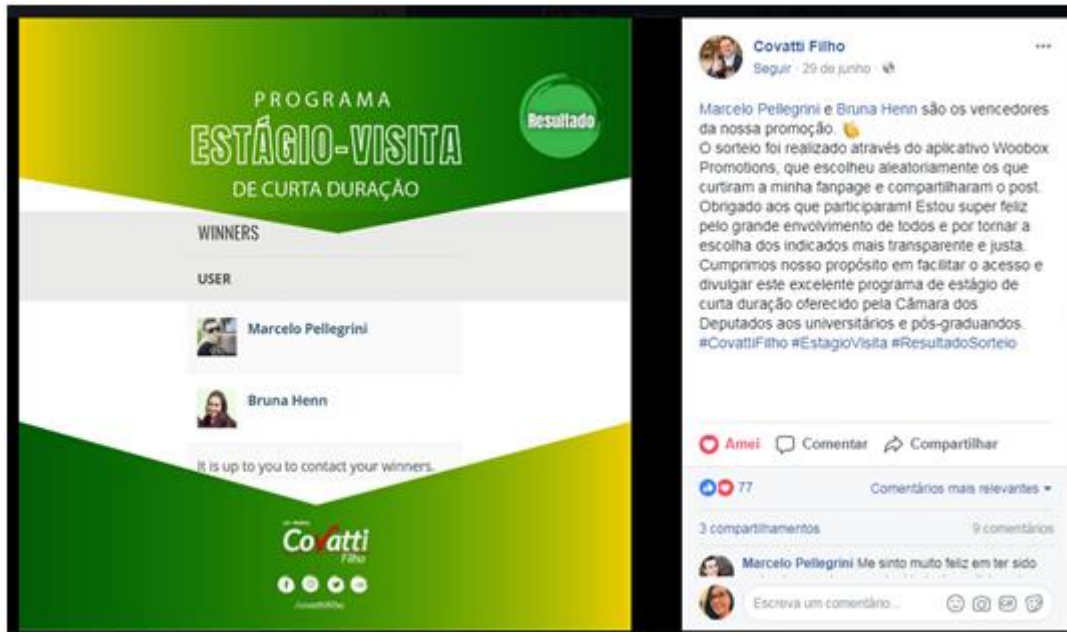 PROGRAMA
ESTÁGIO-VISITA
DE CURTA DURAÇÃO
Resultado
WINNERS
USER
Marcelo Pellegrini
Bruna Henn
It is up to you to contact your winners.
Covatti
Filho
/covattifilho
Covatti Filho
Seguir · 29 de junho ·
Marcelo Pellegrini e Bruna Henn são os vencedores
da nossa promoção.
O sorteio foi realizado através do aplicativo Woobox
Promotions, que escolheu aleatoriamente os que
curtiram a minha fanpage e compartilharam o post.
Obrigado aos que participaram! Estou super feliz
pelo grande envolvimento de todos e por tornar a
escolha dos indicados mais transparente e justa.
Cumprimos nosso propósito em facilitar o acesso e
divulgar este excelente programa de estágio de
curta duração oferecido pela Câmara dos
Deputados aos universitários e pós-graduandos.
#CovattiFilho #EstagioVisita #ResultadoSorteio
Amei Comentar Compartilhar
77 Comentários mais relevantes
3 compartilhamentos 9 comentários
Marcelo Pellegrini Me sinto muito feliz em ter sido
Escreva um comentário...
GIF